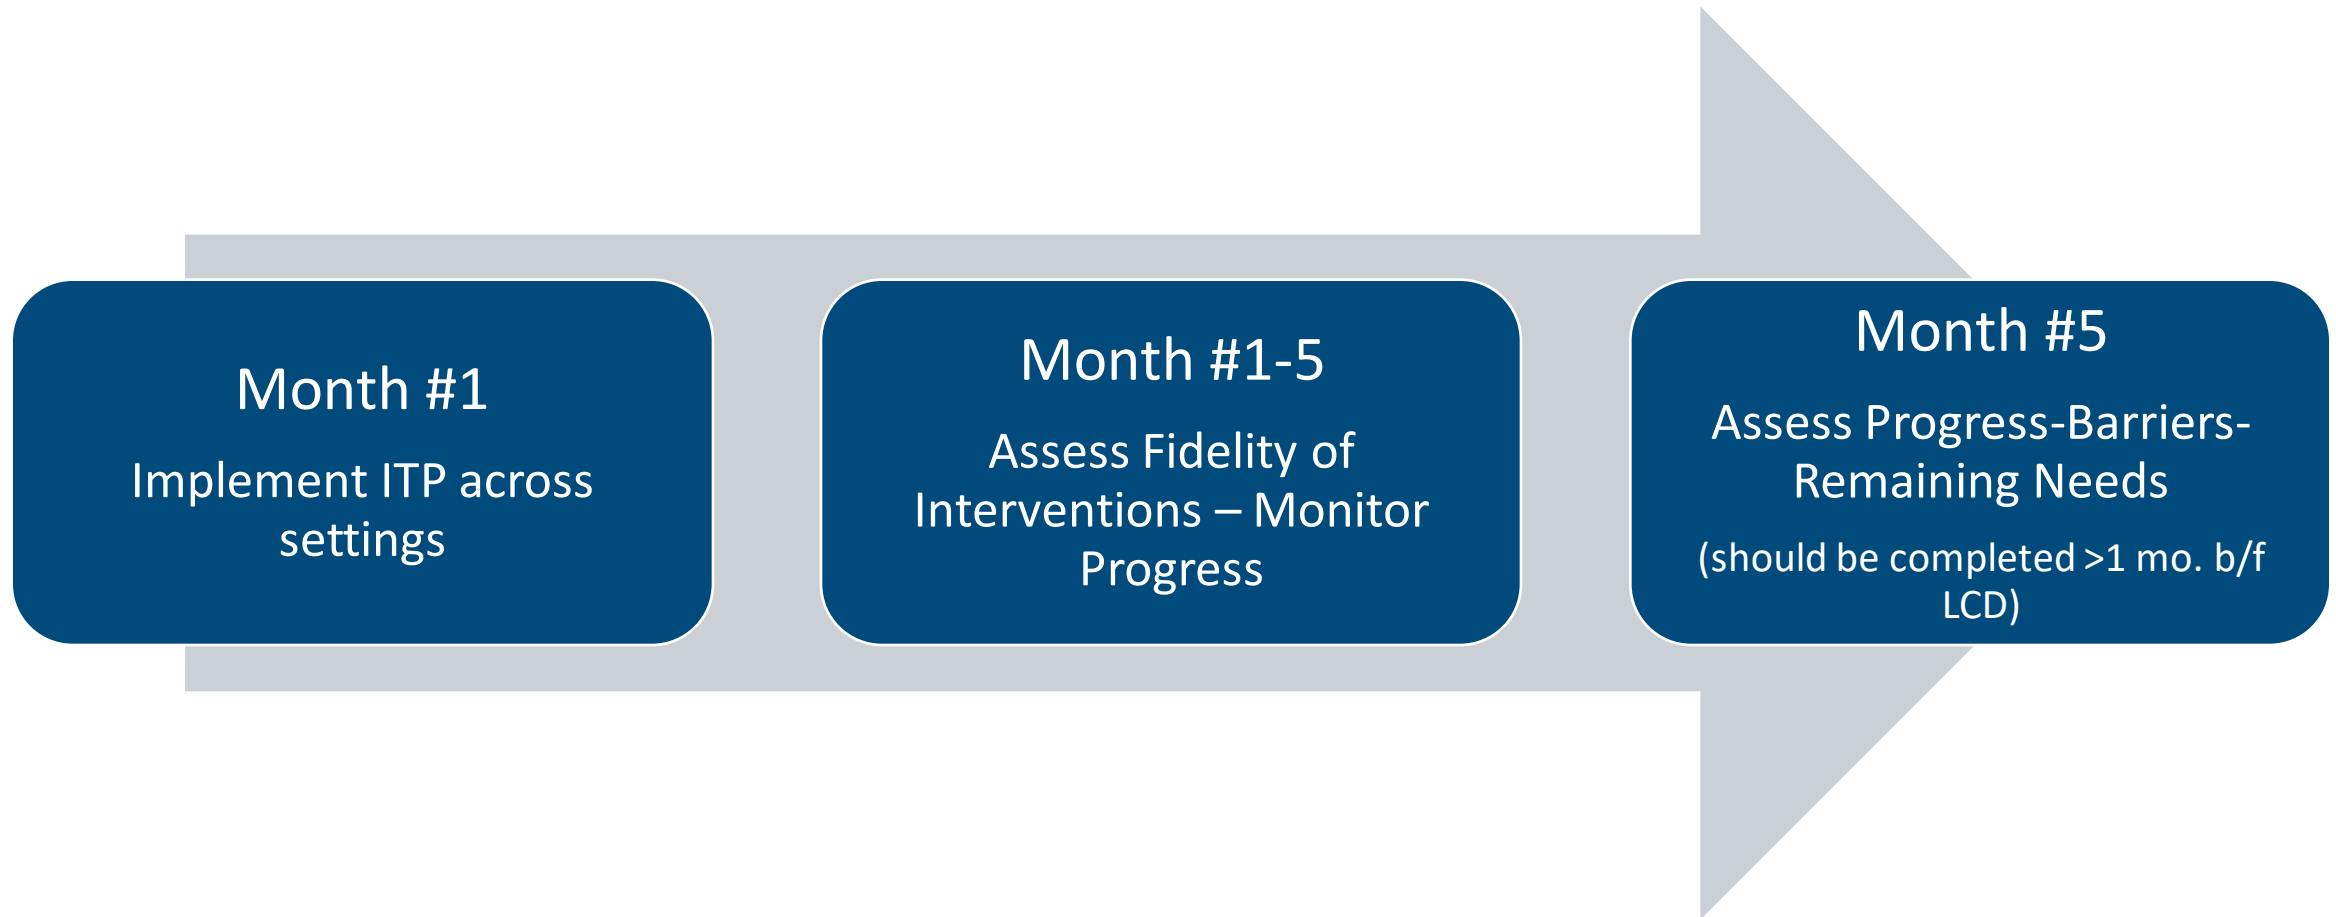 Month #1
Implement ITP across
settings
Month #1-5
Assess Fidelity of
Interventions – Monitor
Progress
Month #5
Assess Progress-Barriers-
Remaining Needs
(should be completed >1 mo. b/f
LCD)